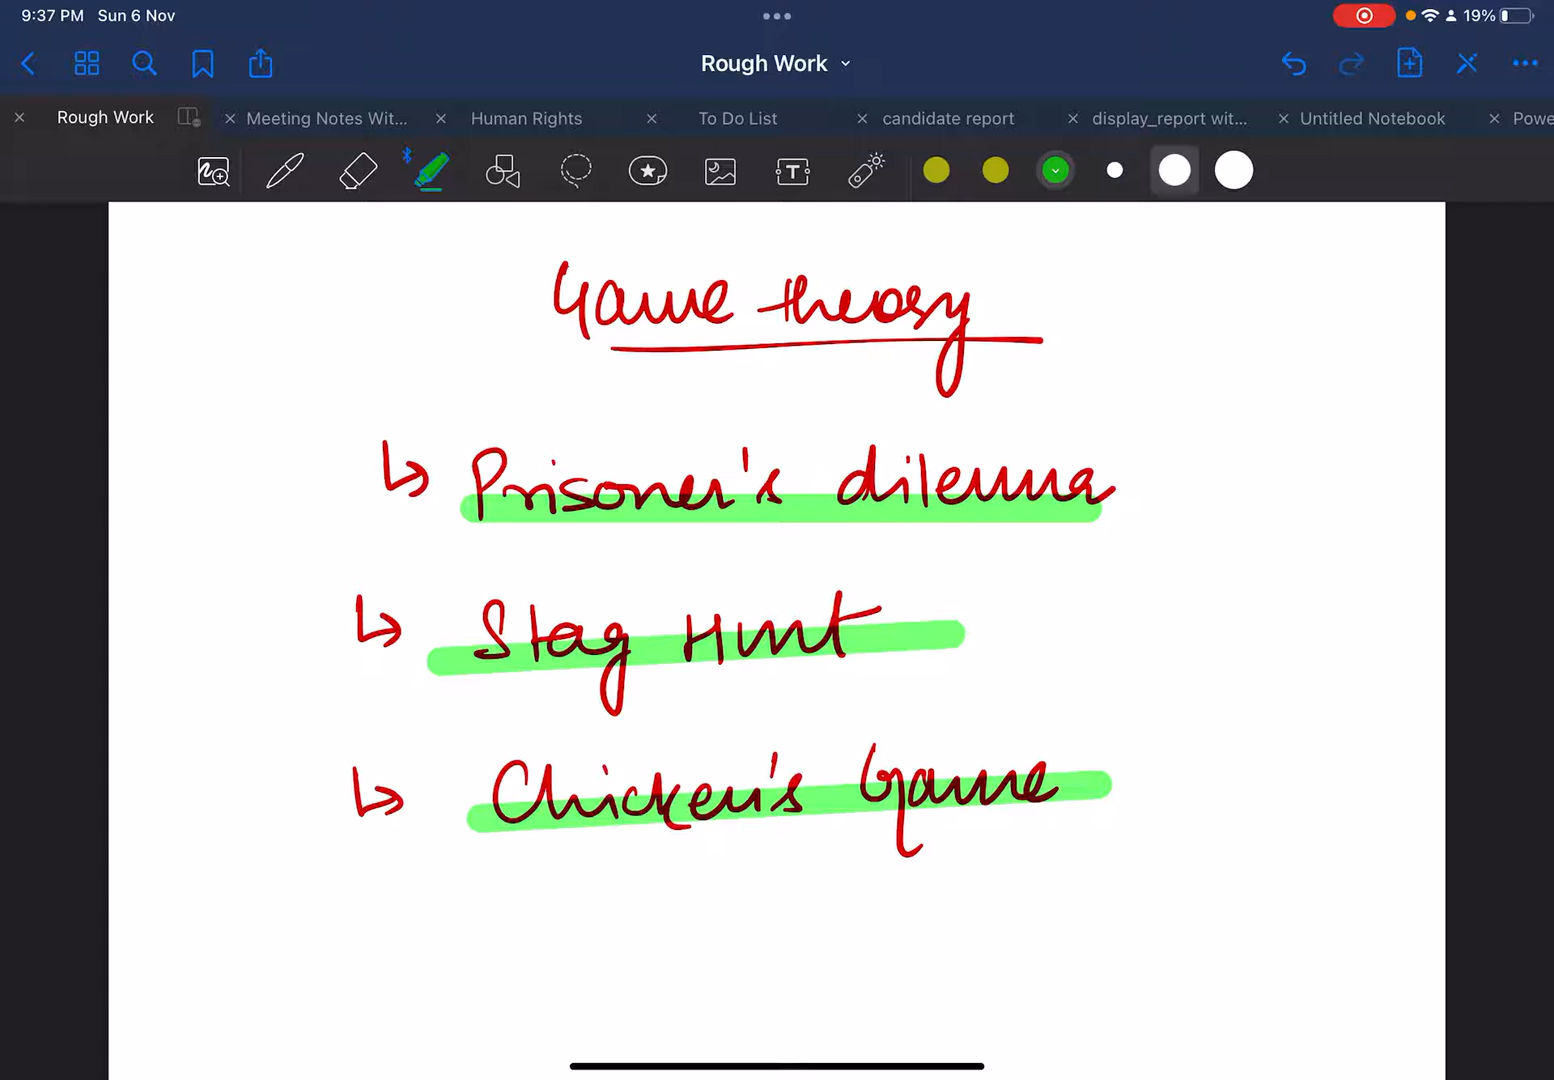 9:37 PM Sun 6 Nov
19%
Rough Work
Rough Work Meeting Notes Wit... Human Rights To Do List candidate report display_report wit... Untitled Notebook Powe
T
Game theory
↳ Prisoner's dilemma
↳ Stag Hunt
↳ Chicken's Game